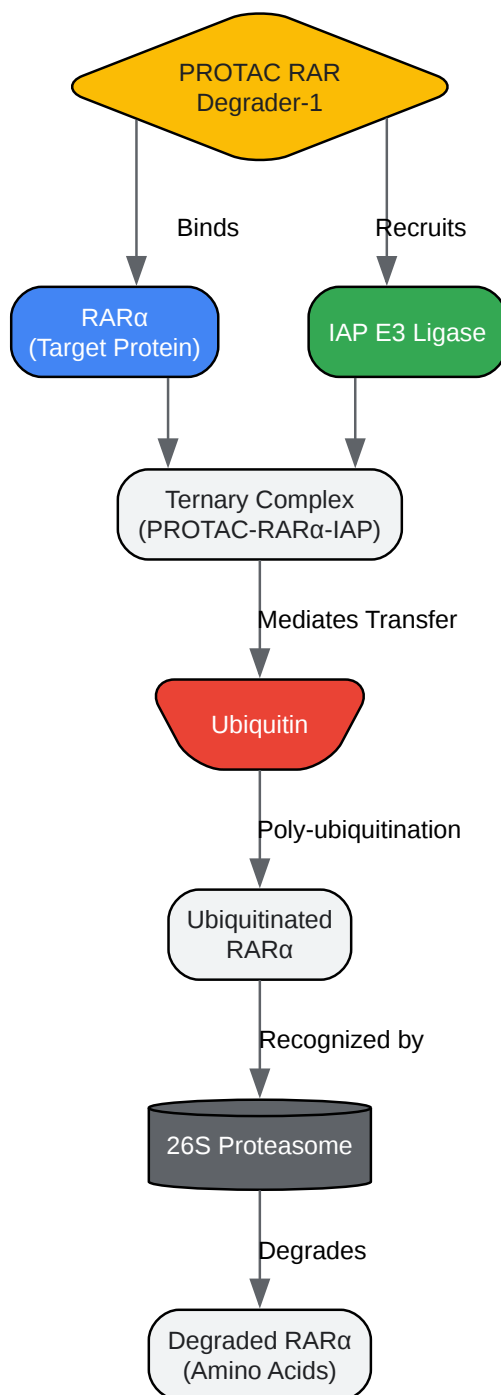 PROTAC RAR
Degrader-1
Binds
Recruits
RARα
(Target Protein)
IAP E3 Ligase
Ternary Complex
(PROTAC-RARα-IAP)
Mediates Transfer
Ubiquitin
Poly-ubiquitination
Ubiquitinated
RARα
Recognized by
26S Proteasome
Degrades
Degraded RARα
(Amino Acids)